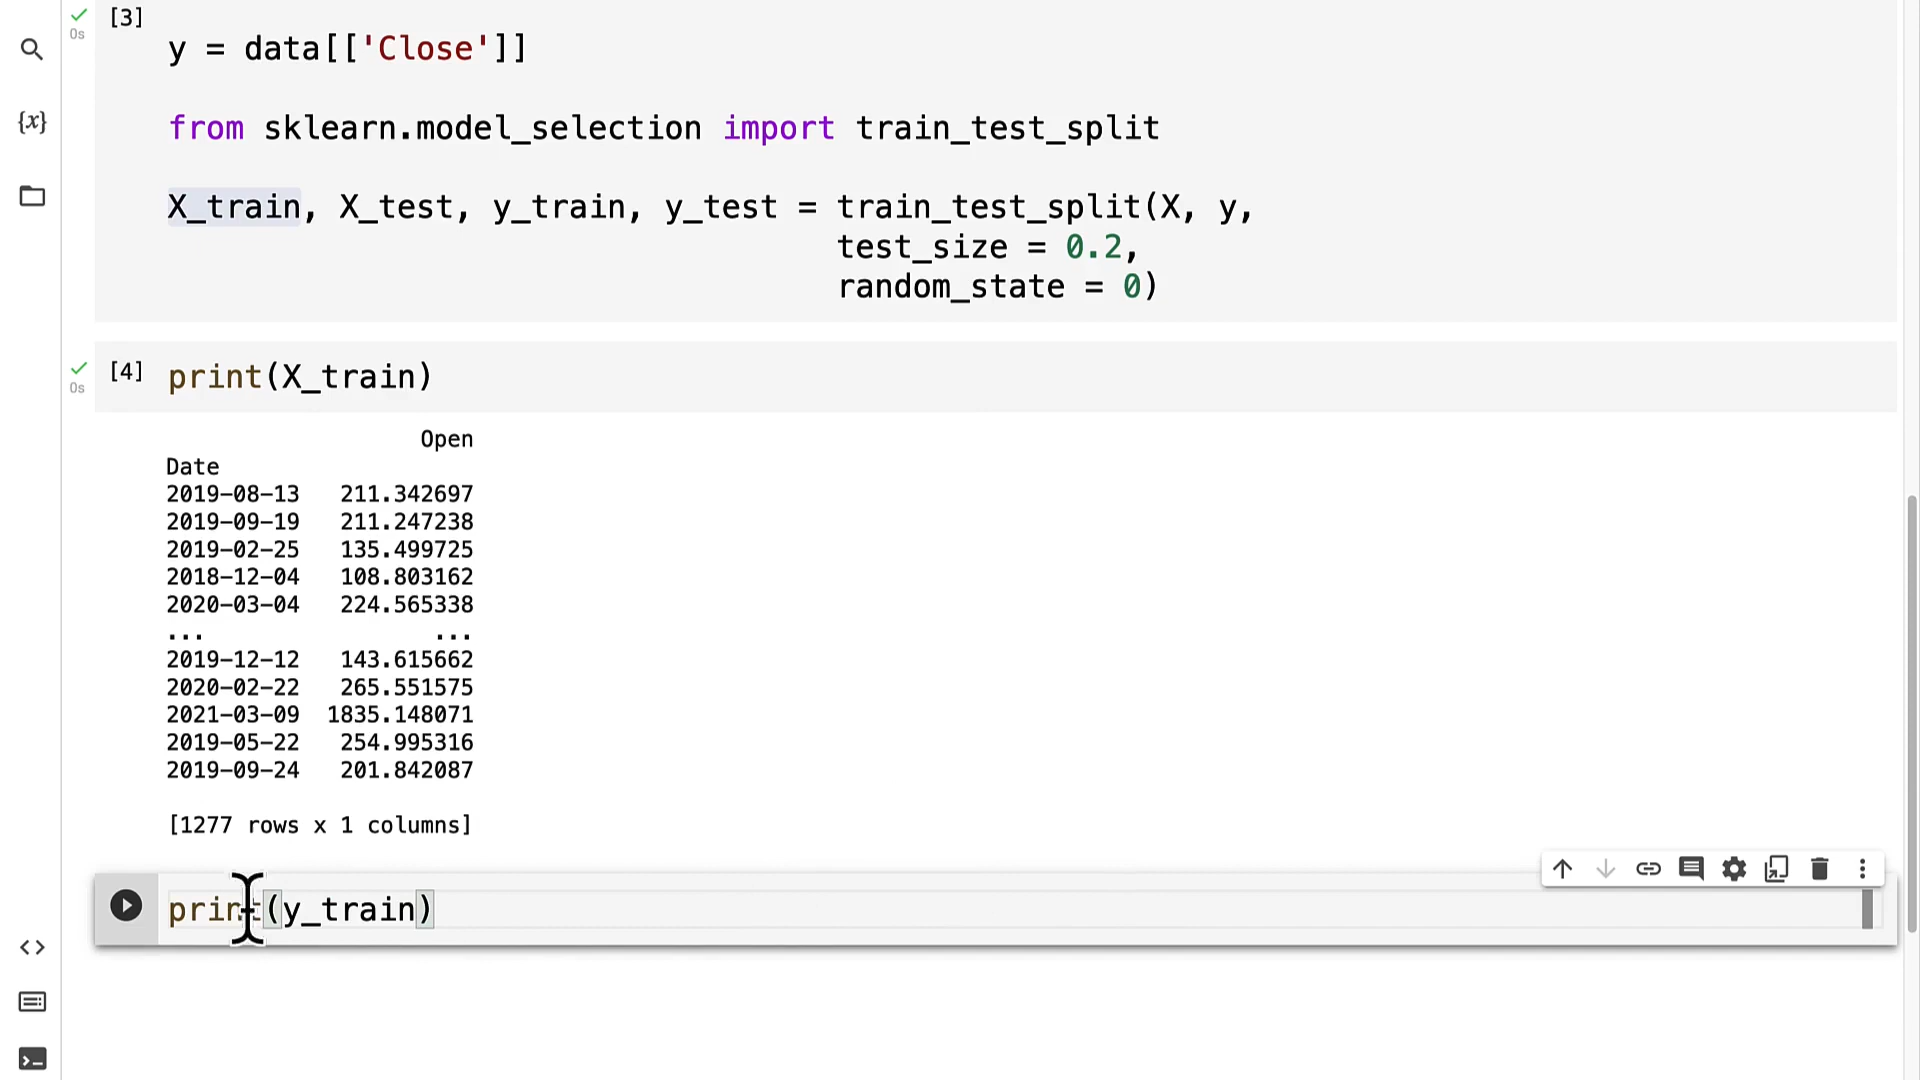 [3]
0s
y = data[['Close']]
from sklearn.model_selection import train_test_split
X_train, X_test, y_train, y_test = train_test_split(X, y,
test_size = 0.2,
random_state = 0)
{x}
[4] print(X_train)
0s
Open
Date
2019-08-13 211.342697
2019-09-19 211.247238
2019-02-25 135.499725
2018-12-04 108.803162
2020-03-04 224.565338
... ...
2019-12-12 143.615662
2020-02-22 265.551575
2021-03-09 1835.148071
2019-05-22 254.995316
2019-09-24 201.842087
[1277 rows x 1 columns]
print(y_train)